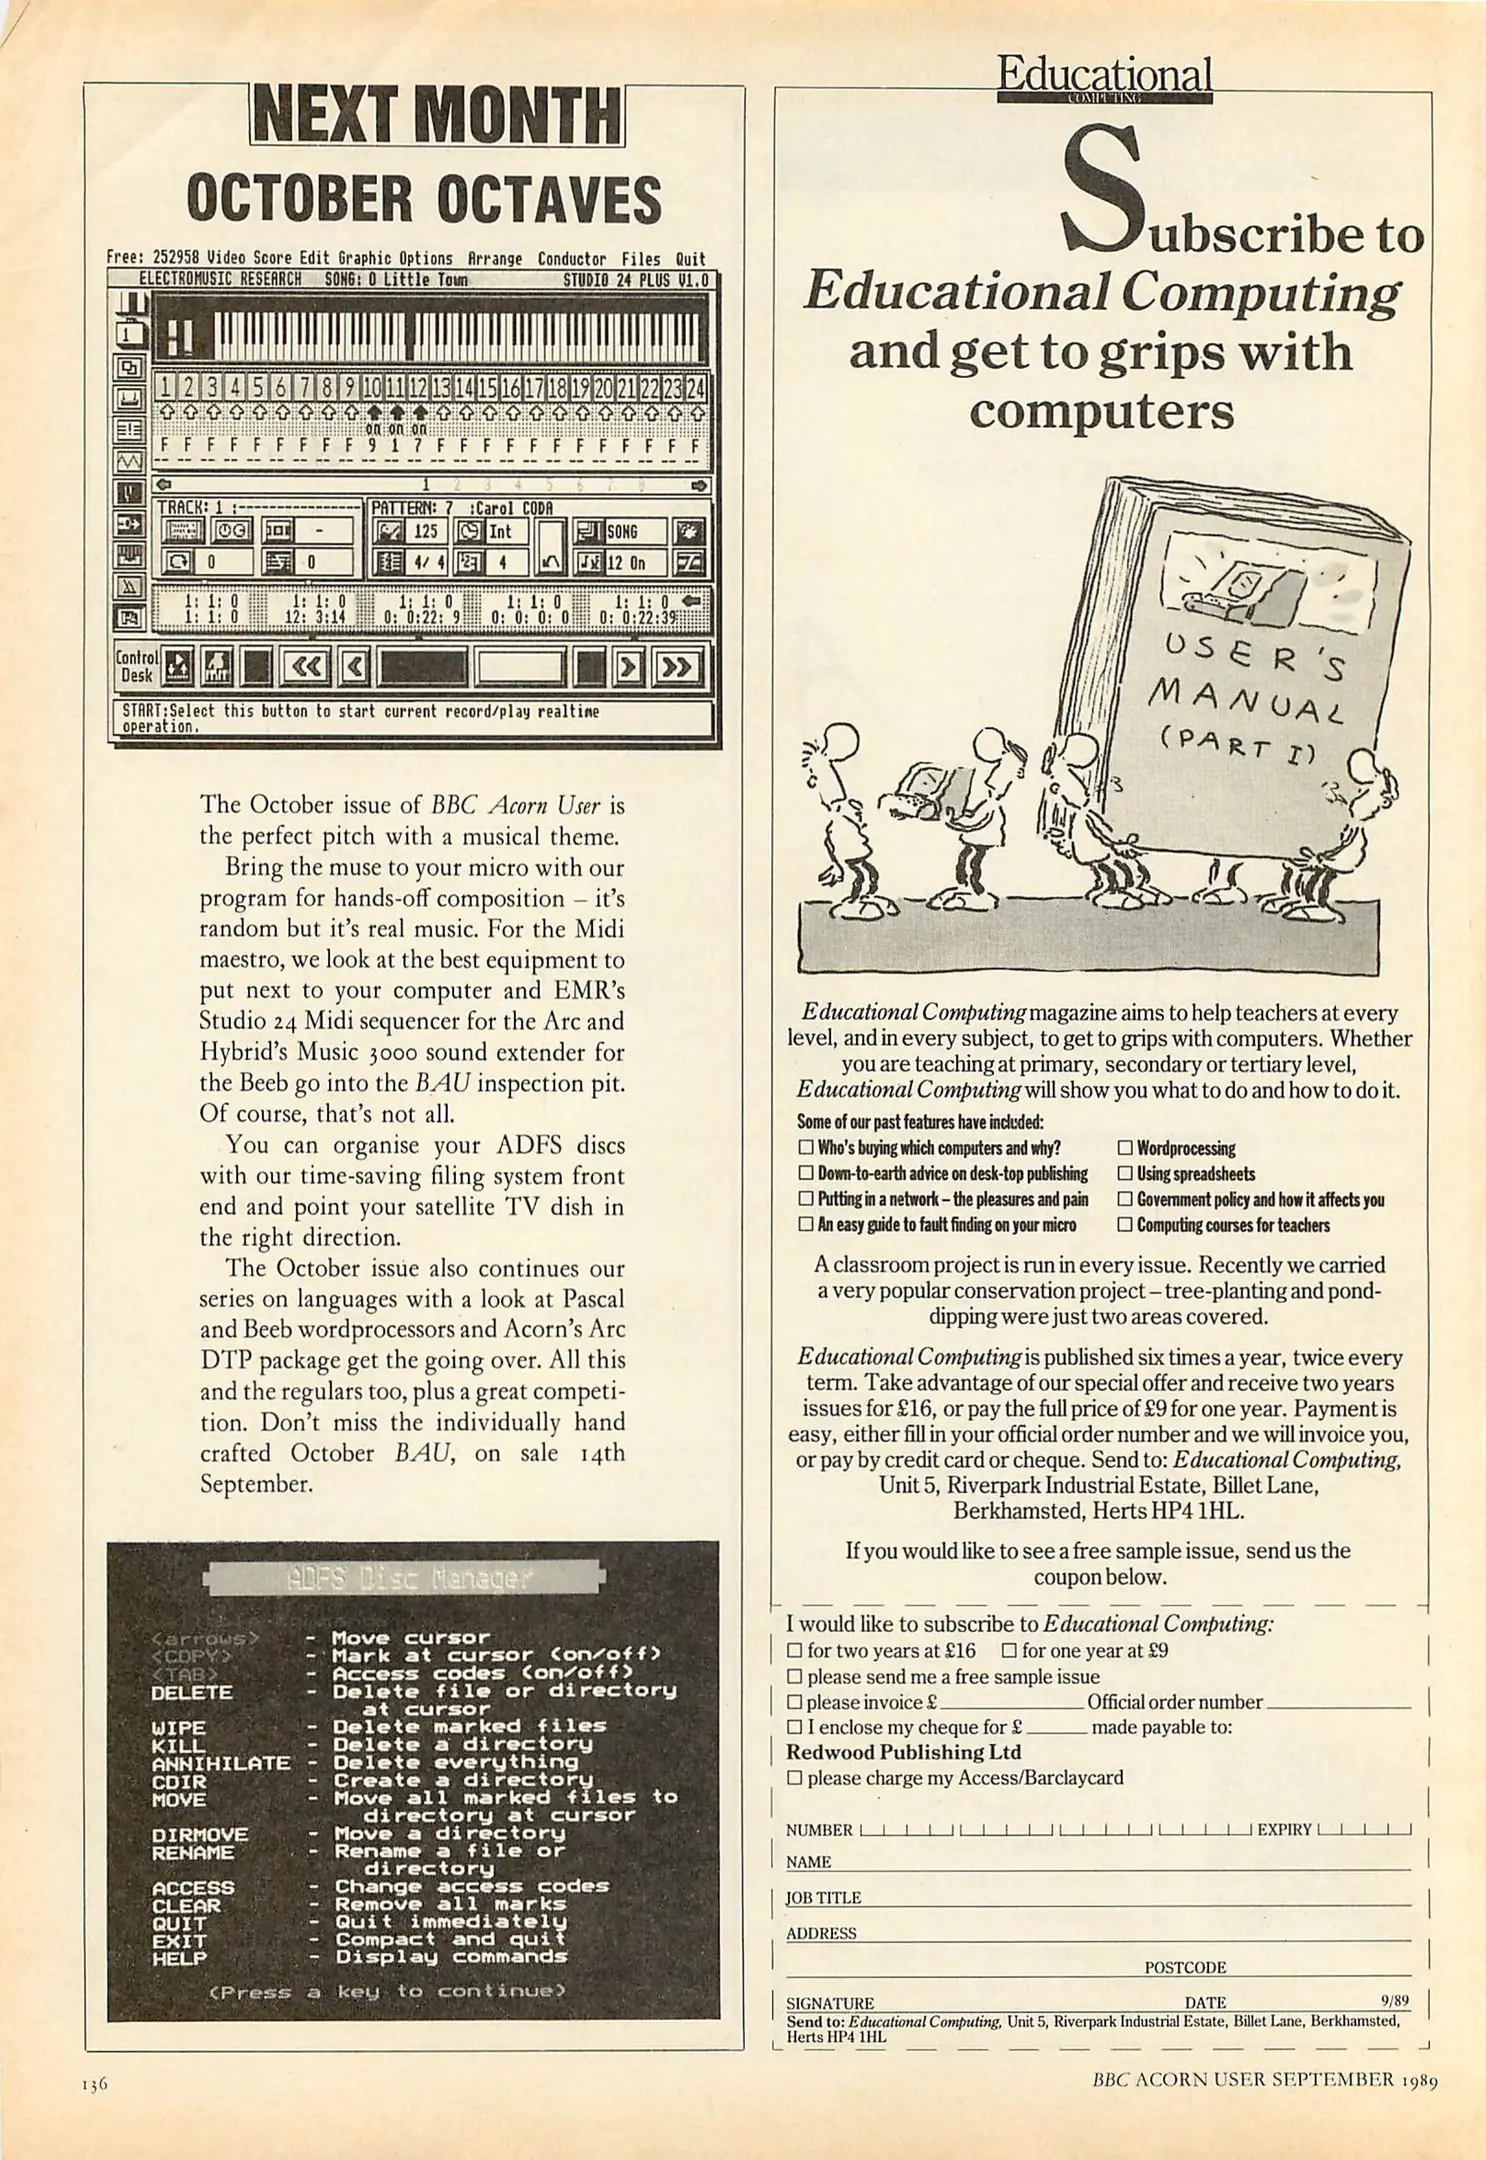 NEXT MONTH
OCTOBER OCTAVES
Free: 252958 Video Score Edit Graphic Options Arrange Conductor Files Quit
ELECTROMUSIC RESEARCH SONG: O Little Town STUDIO 24 PLUS V1.0
1
1 2 3 4 5 6 7 8 9 10 11 12 13 14 15 16 17 18 19 20 21 22 23 24
on on on
F F F F F F F F F 9 1 7 F F F F F F F F F F F F
-- -- -- -- -- -- -- -- -- -- -- -- -- -- -- -- -- -- -- -- -- -- -- --
1 2 3 4 5 6 7 8
TRACK: 1 :---------------- PATTERN: 7 :Carol CODA
- 125 Int SONG
0 0 4/ 4 4 12 On
1: 1: 0 1: 1: 0 1: 1: 0 1: 1: 0 1: 1: 0
1: 1: 0 12: 3:14 0: 0:22: 9 0: 0: 0: 0 0: 0:22:39
Control
Desk
START:Select this button to start current record/play realtime
operation.
The October issue of BBC Acorn User is
the perfect pitch with a musical theme.
Bring the muse to your micro with our
program for hands-off composition – it's
random but it's real music. For the Midi
maestro, we look at the best equipment to
put next to your computer and EMR's
Studio 24 Midi sequencer for the Arc and
Hybrid's Music 3000 sound extender for
the Beeb go into the BAU inspection pit.
Of course, that's not all.
You can organise your ADFS discs
with our time-saving filing system front
end and point your satellite TV dish in
the right direction.
The October issue also continues our
series on languages with a look at Pascal
and Beeb wordprocessors and Acorn's Arc
DTP package get the going over. All this
and the regulars too, plus a great competi-
tion. Don't miss the individually hand
crafted October BAU, on sale 14th
September.
ADFS Disc Manager
<arrows> - Move cursor
<COPY> - Mark at cursor (on/off)
<TAB> - Access codes (on/off)
DELETE - Delete file or directory
at cursor
WIPE - Delete marked files
KILL - Delete a directory
ANNIHILATE - Delete everything
CDIR - Create a directory
MOVE - Move all marked files to
directory at cursor
DIRMOVE - Move a directory
RENAME - Rename a file or
directory
ACCESS - Change access codes
CLEAR - Remove all marks
QUIT - Quit immediately
EXIT - Compact and quit
HELP - Display commands
(Press a key to continue)
Educational
COMPUTING
Subscribe to
Educational Computing
and get to grips with
computers
USER'S
MANUAL
(PART I)
Educational Computing magazine aims to help teachers at every
level, and in every subject, to get to grips with computers. Whether
you are teaching at primary, secondary or tertiary level,
Educational Computing will show you what to do and how to do it.
Some of our past features have included:
☐ Who's buying which computers and why? ☐ Wordprocessing
☐ Down-to-earth advice on desk-top publishing ☐ Using spreadsheets
☐ Putting in a network – the pleasures and pain ☐ Government policy and how it affects you
☐ An easy guide to fault finding on your micro ☐ Computing courses for teachers
A classroom project is run in every issue. Recently we carried
a very popular conservation project – tree-planting and pond-
dipping were just two areas covered.
Educational Computing is published six times a year, twice every
term. Take advantage of our special offer and receive two years
issues for £16, or pay the full price of £9 for one year. Payment is
easy, either fill in your official order number and we will invoice you,
or pay by credit card or cheque. Send to: Educational Computing,
Unit 5, Riverpark Industrial Estate, Billet Lane,
Berkhamsted, Herts HP4 1HL.
If you would like to see a free sample issue, send us the
coupon below.
I would like to subscribe to Educational Computing:
☐ for two years at £16 ☐ for one year at £9
☐ please send me a free sample issue
☐ please invoice £ Official order number
☐ I enclose my cheque for £ made payable to:
Redwood Publishing Ltd
☐ please charge my Access/Barclaycard
NUMBER EXPIRY
NAME
JOB TITLE
ADDRESS
POSTCODE
SIGNATURE DATE 9/89
Send to: Educational Computing, Unit 5, Riverpark Industrial Estate, Billet Lane, Berkhamsted,
Herts HP4 1HL
136
BBC ACORN USER SEPTEMBER 1989